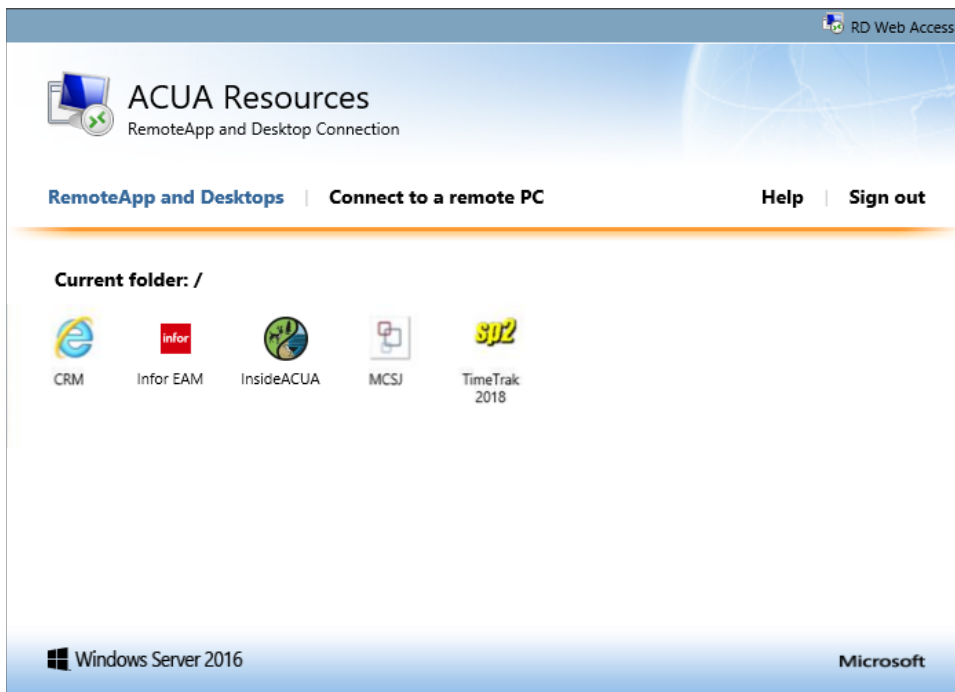 RD Web Access
ACUA Resources
RemoteApp and Desktop Connection
RemoteApp and Desktops | Connect to a remote PC Help | Sign out
Current folder: /
infor sp2
CRM Infor EAM InsideACUA MCSJ TimeTrak
2018
Windows Server 2016 Microsoft